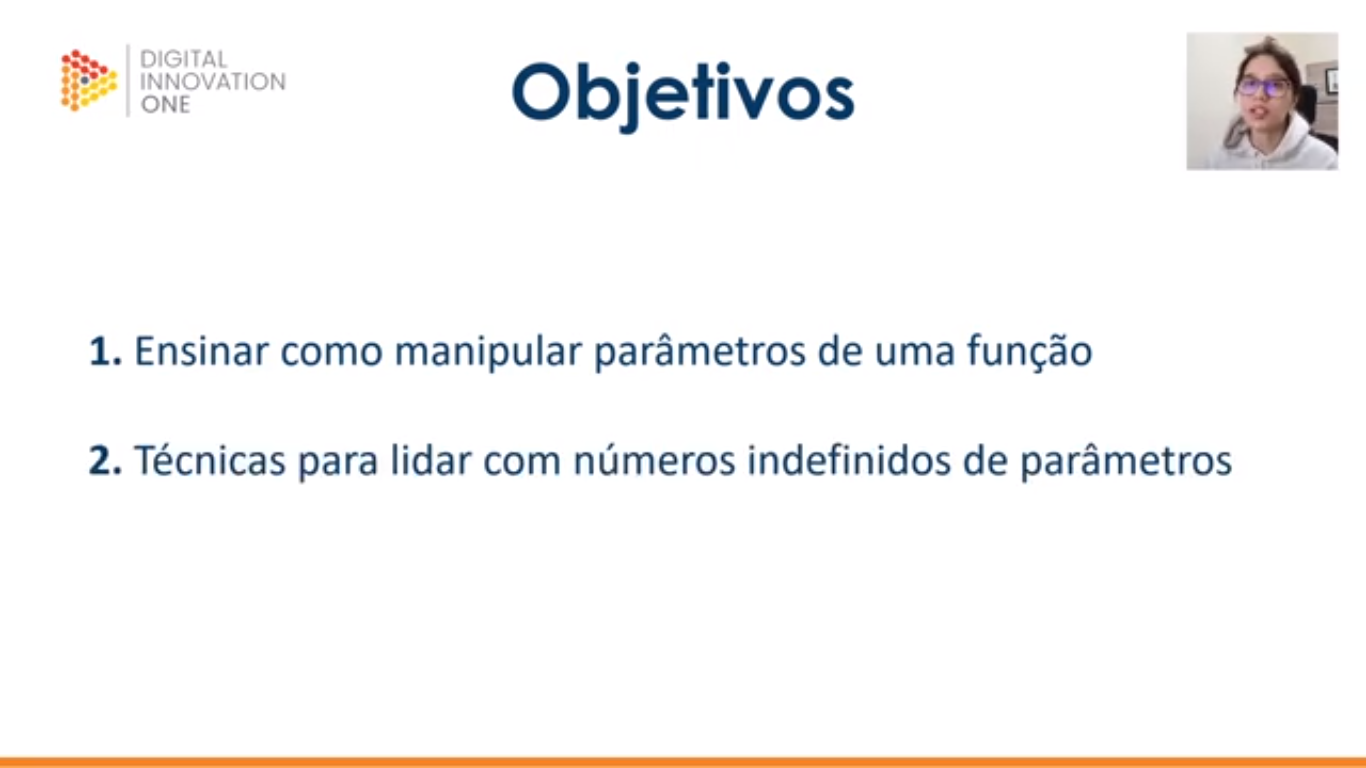 DIGITAL
INNOVATION
ONE
Objetivos
1. Ensinar como manipular parâmetros de uma função
2. Técnicas para lidar com números indefinidos de parâmetros